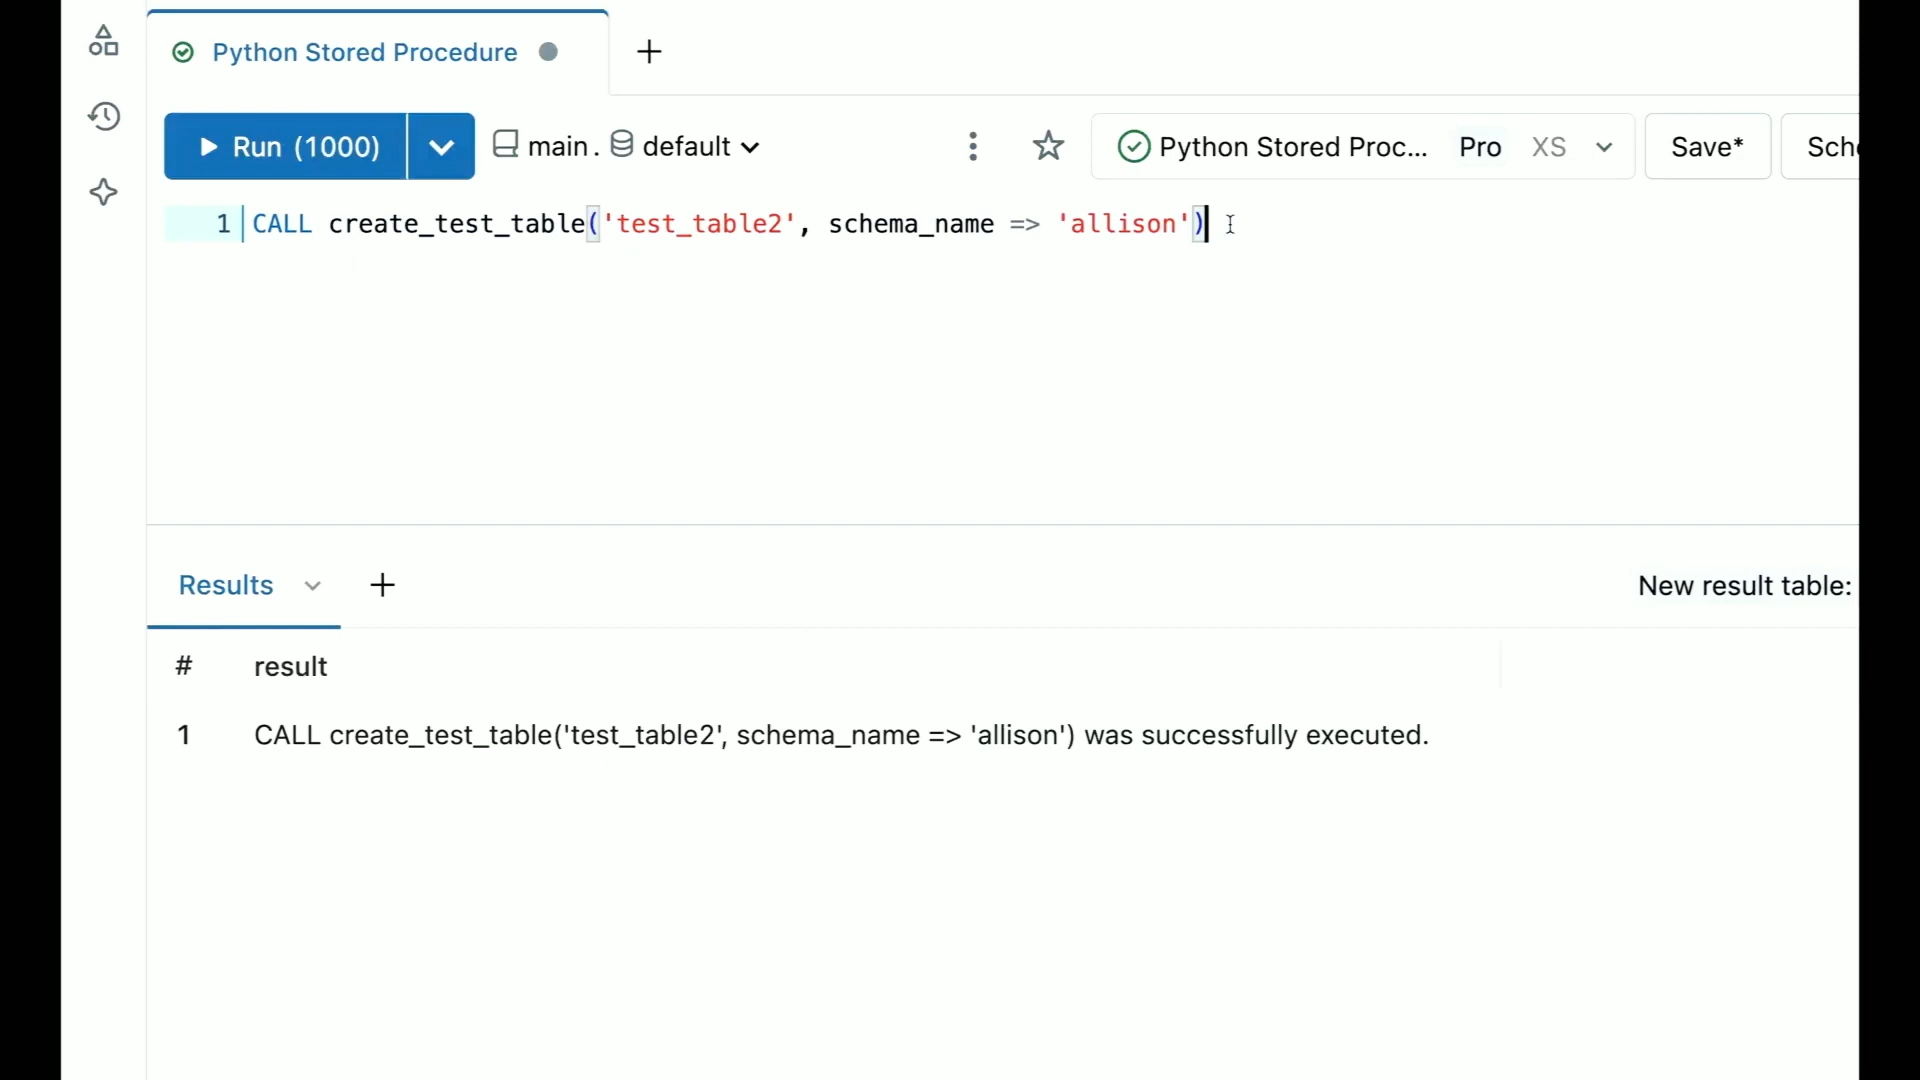 Python Stored Procedure
Run (1000) main . default Python Stored Proc... Pro XS Save* Sch
1 CALL create_test_table('test_table2', schema_name => 'allison')
Results New result table:
# result
1 CALL create_test_table('test_table2', schema_name => 'allison') was successfully executed.